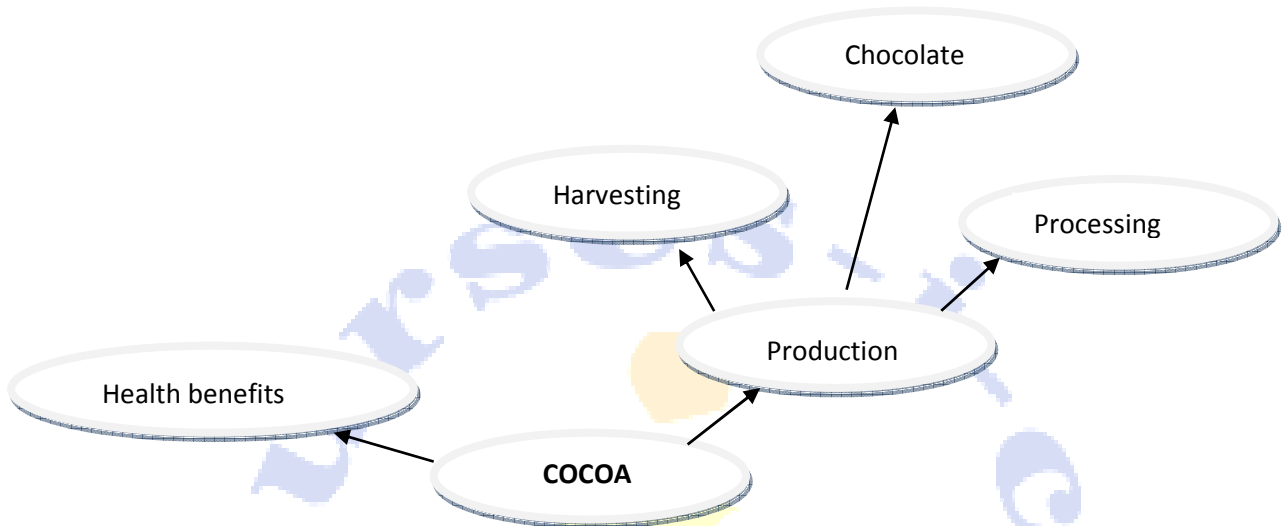 Chocolate
Harvesting
Processing
Production
Health benefits
COCOA